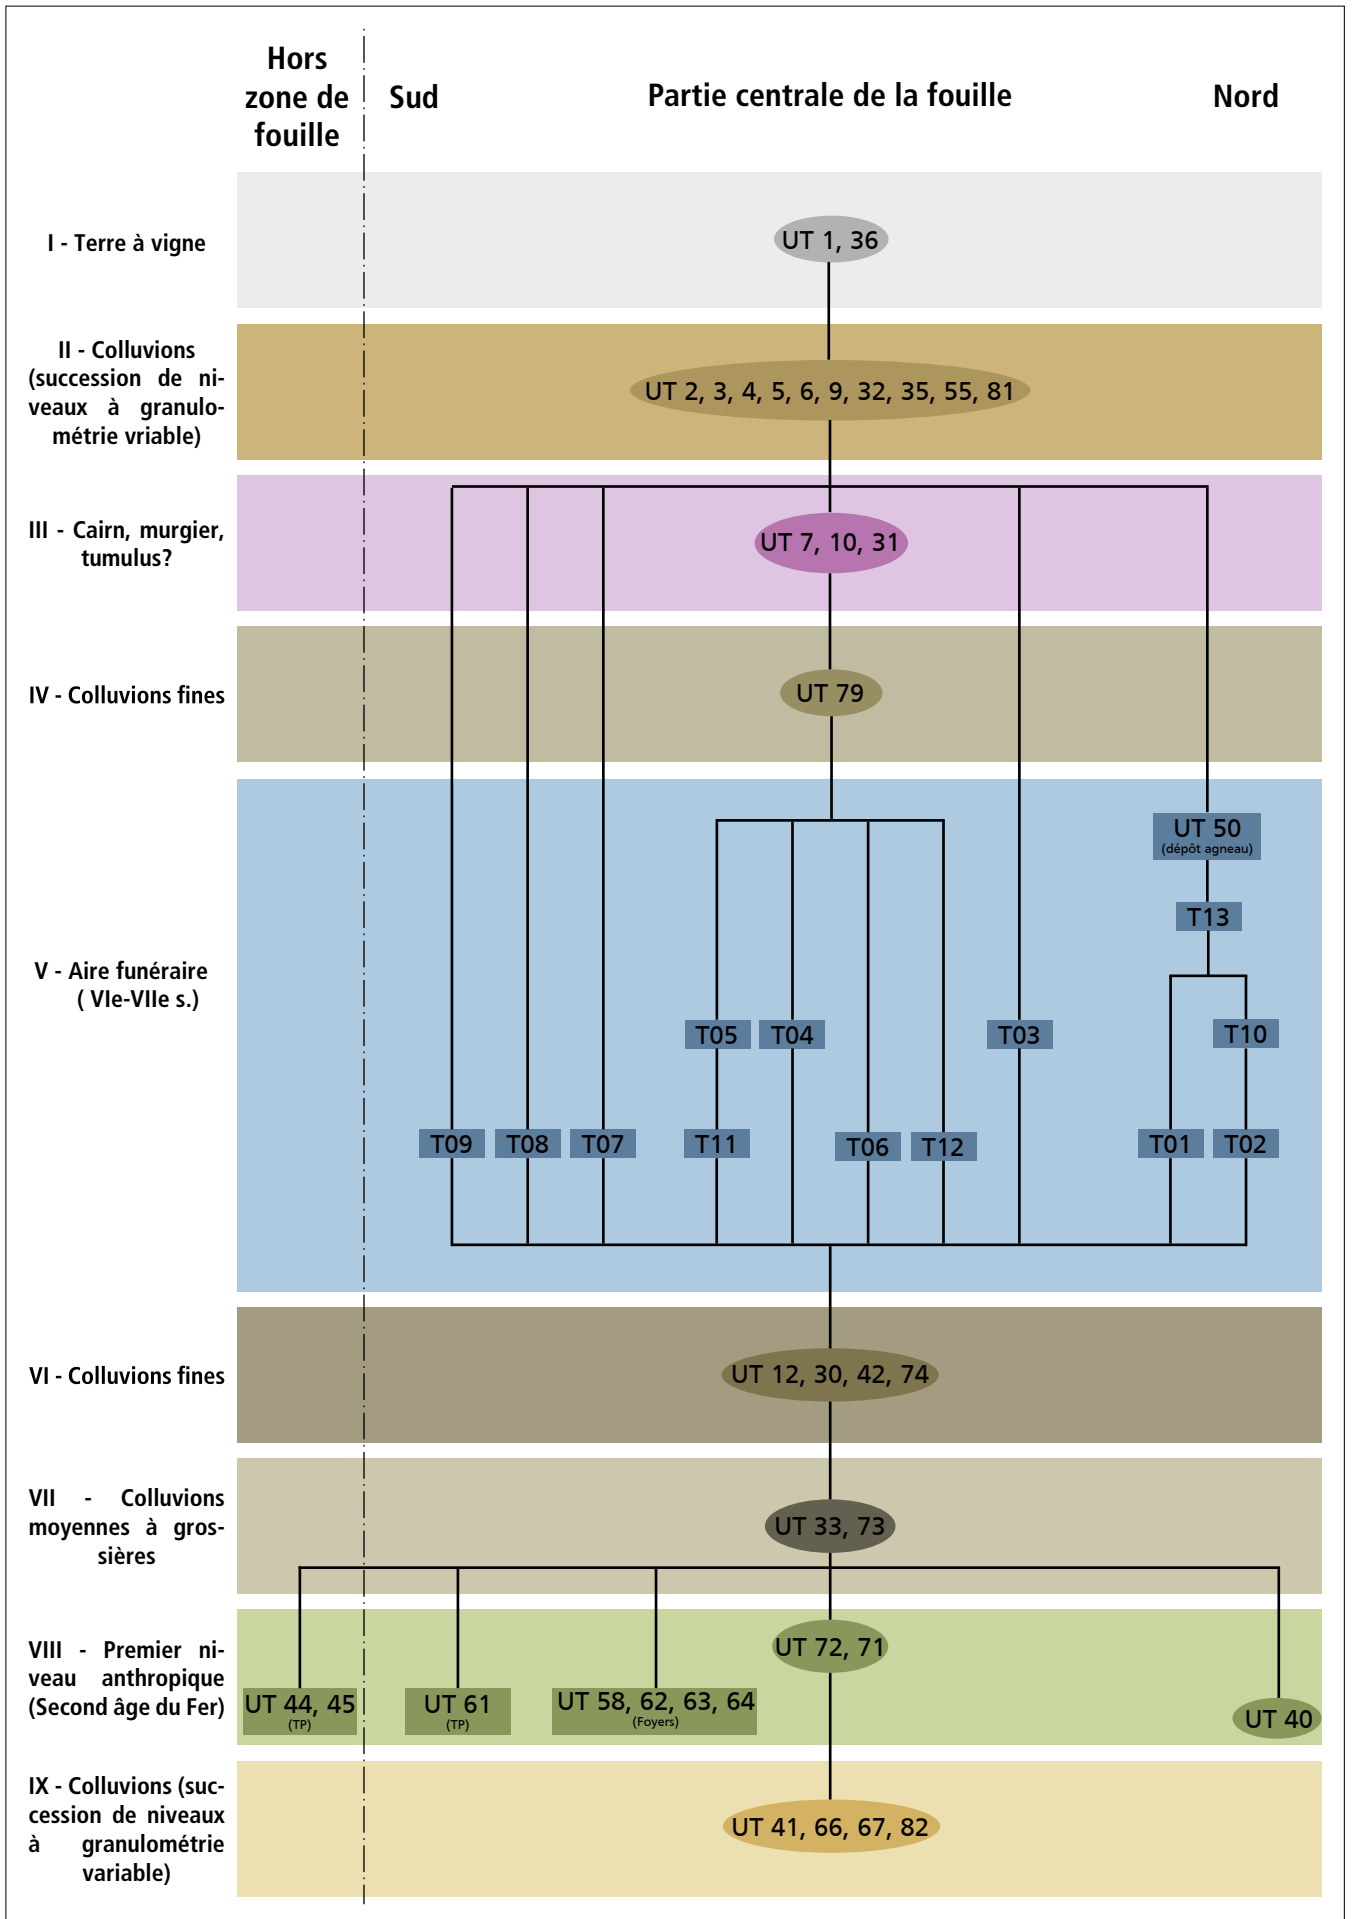 Hors
zone de
fouille
Sud
Partie centrale de la fouille
Nord
I - Terre à vigne
UT 1, 36
II - Colluvions
(succession de ni-
veaux à granulo-
métrie vriable)
UT 2, 3, 4, 5, 6, 9, 32, 35, 55, 81
III - Cairn, murgier,
tumulus?
UT 7, 10, 31
IV - Colluvions fines
UT 79
V - Aire funéraire
( VIe-VIIe s.)
UT 50
(dépôt agneau)
T13
T05
T04
T03
T10
T09
T08
T07
T11
T06
T12
T01
T02
VI - Colluvions fines
UT 12, 30, 42, 74
VII - Colluvions
moyennes à gros-
sières
UT 33, 73
VIII - Premier ni-
veau anthropique
(Second âge du Fer)
UT 72, 71
UT 44, 45
(TP)
UT 61
(TP)
UT 58, 62, 63, 64
(Foyers)
UT 40
IX - Colluvions (suc-
cession de niveaux
à granulométrie
variable)
UT 41, 66, 67, 82